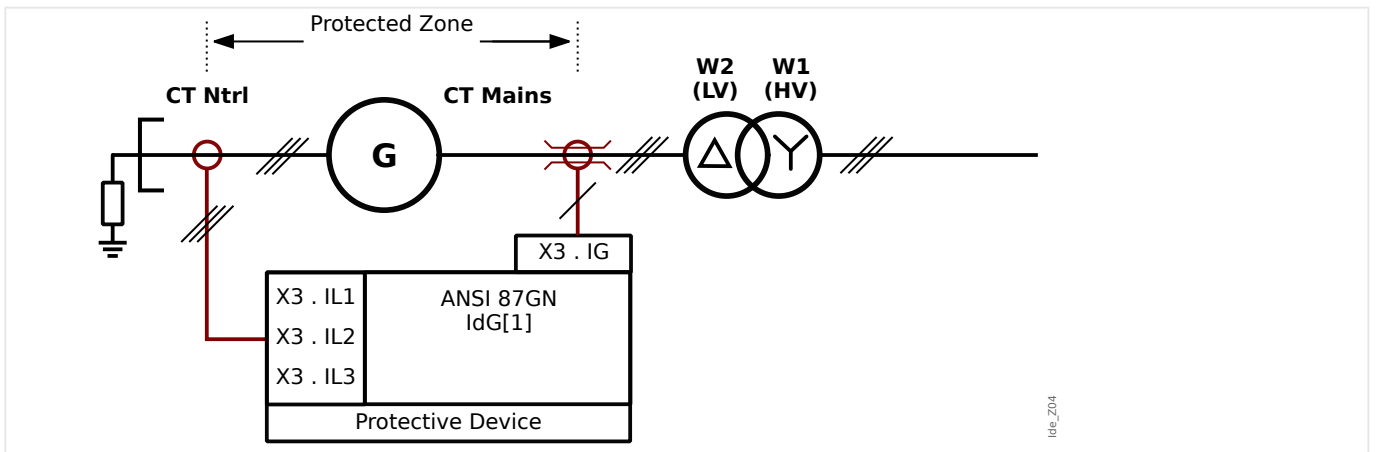 Protected Zone
W2
(LV)
W1
(HV)
CT Ntrl
CT Mains
G
X3 . IG
X3 . IL1
X3 . IL2
X3 . IL3
ANSI 87GN
IdG[1]
Protective Device
Ide_Z04